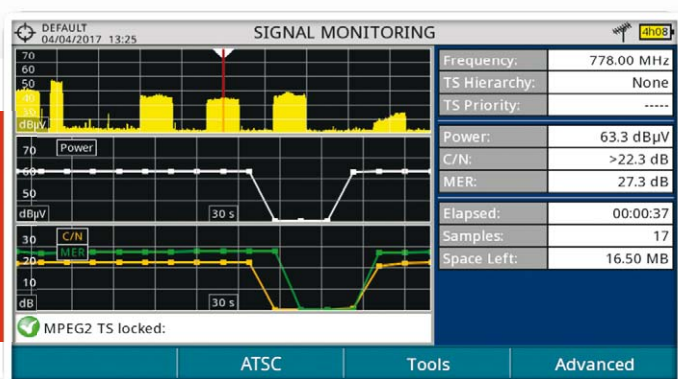 DEFAULT
04/04/2017 13:25
SIGNAL MONITORING
4h08
70
60
50
40
30
dBµV
70
Power
60
50
dBµV
30 s
30
C/N
MER
20
10
dB
30 s
MPEG2 TS locked:
Frequency: 778.00 MHz
TS Hierarchy: None
TS Priority: -----
Power: 63.3 dBµV
C/N: >22.3 dB
MER: 27.3 dB
Elapsed: 00:00:37
Samples: 17
Space Left: 16.50 MB
ATSC
Tools
Advanced